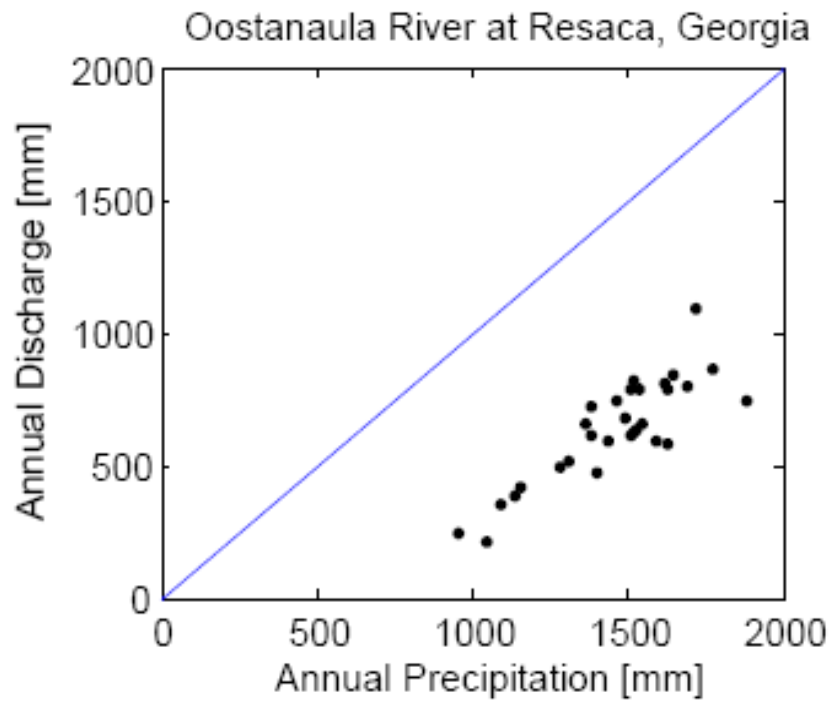 Oostanaula River at Resaca, Georgia
2000
1500
1000
500
0
Annual Discharge [mm]
0 500 1000 1500 2000
Annual Precipitation [mm]